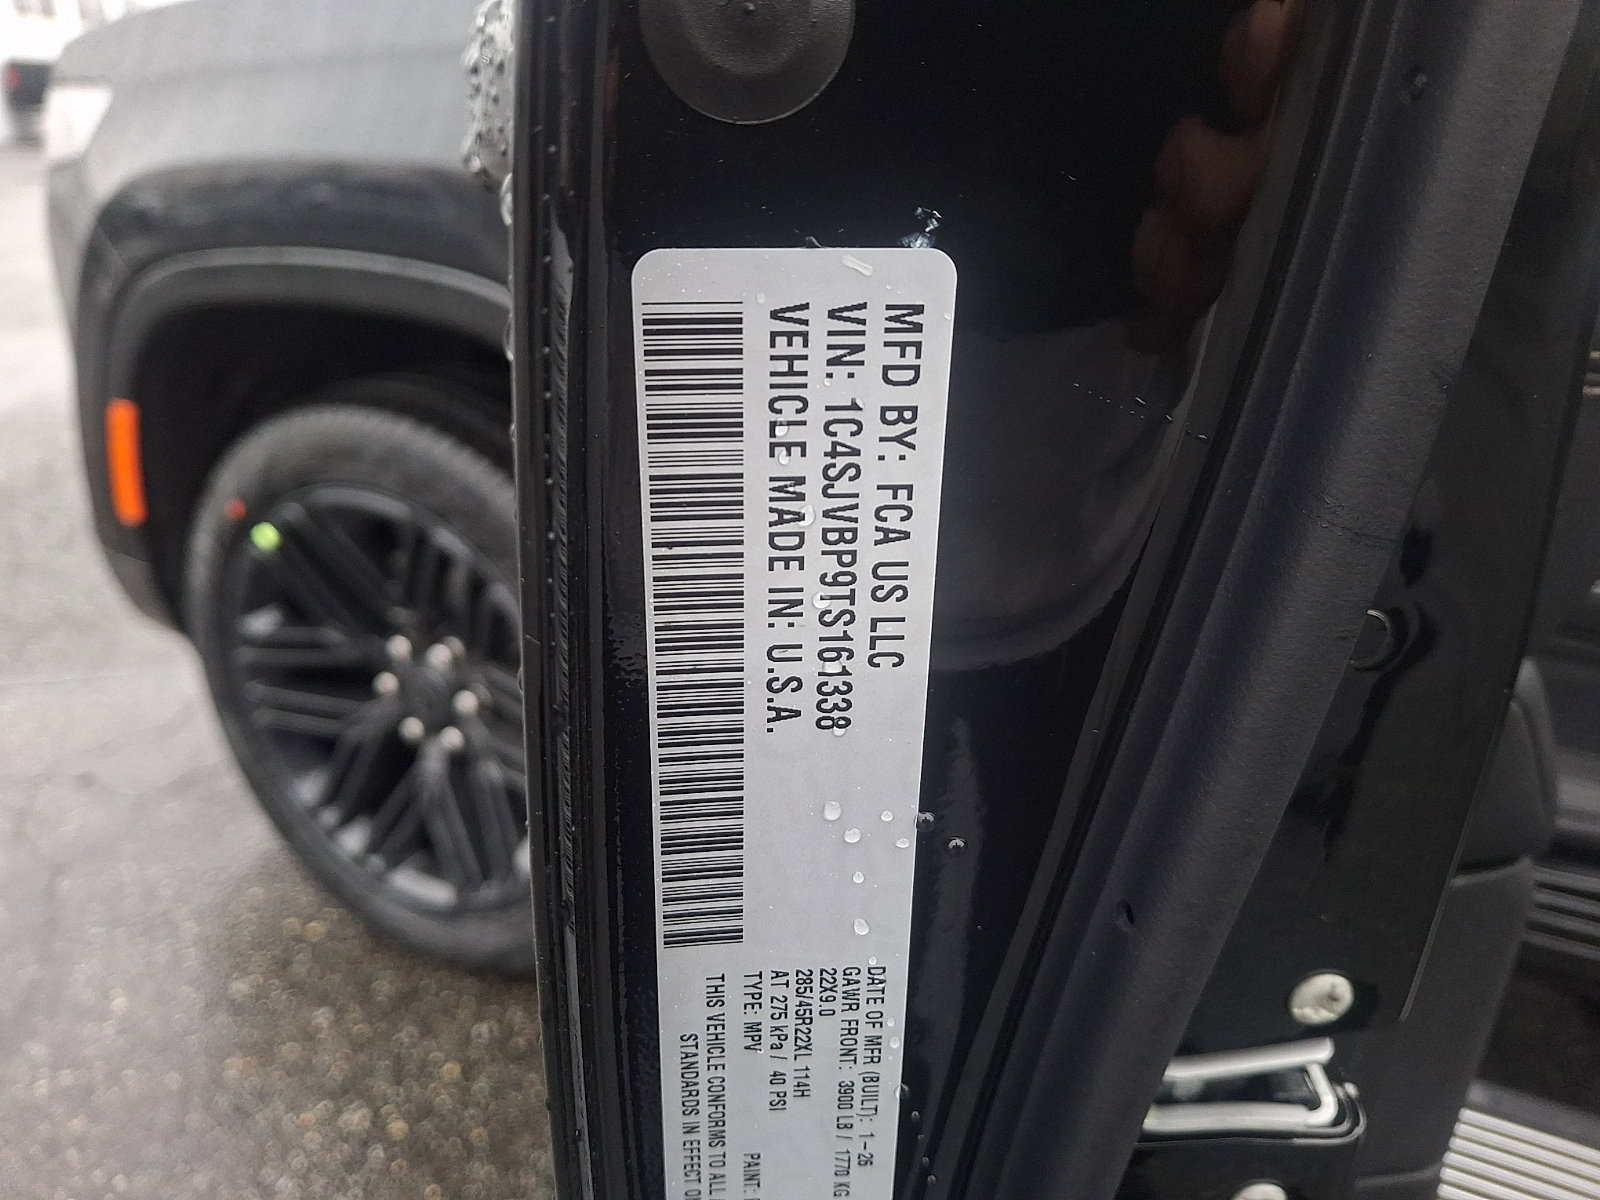 MFD BY: FCA US LLC
VIN: 1C4SJVBP9TS161338
VEHICLE MADE IN: U.S.A.
DATE OF MFR (BUILT): 1-26
GAWR FRONT: 3900 LB / 1770 KG
22X9.0
285/45R22XL 114H
AT 275 kPa / 40 PSI
TYPE: MPV PAINT:
THIS VEHICLE CONFORMS TO ALL
STANDARDS IN EFFECT